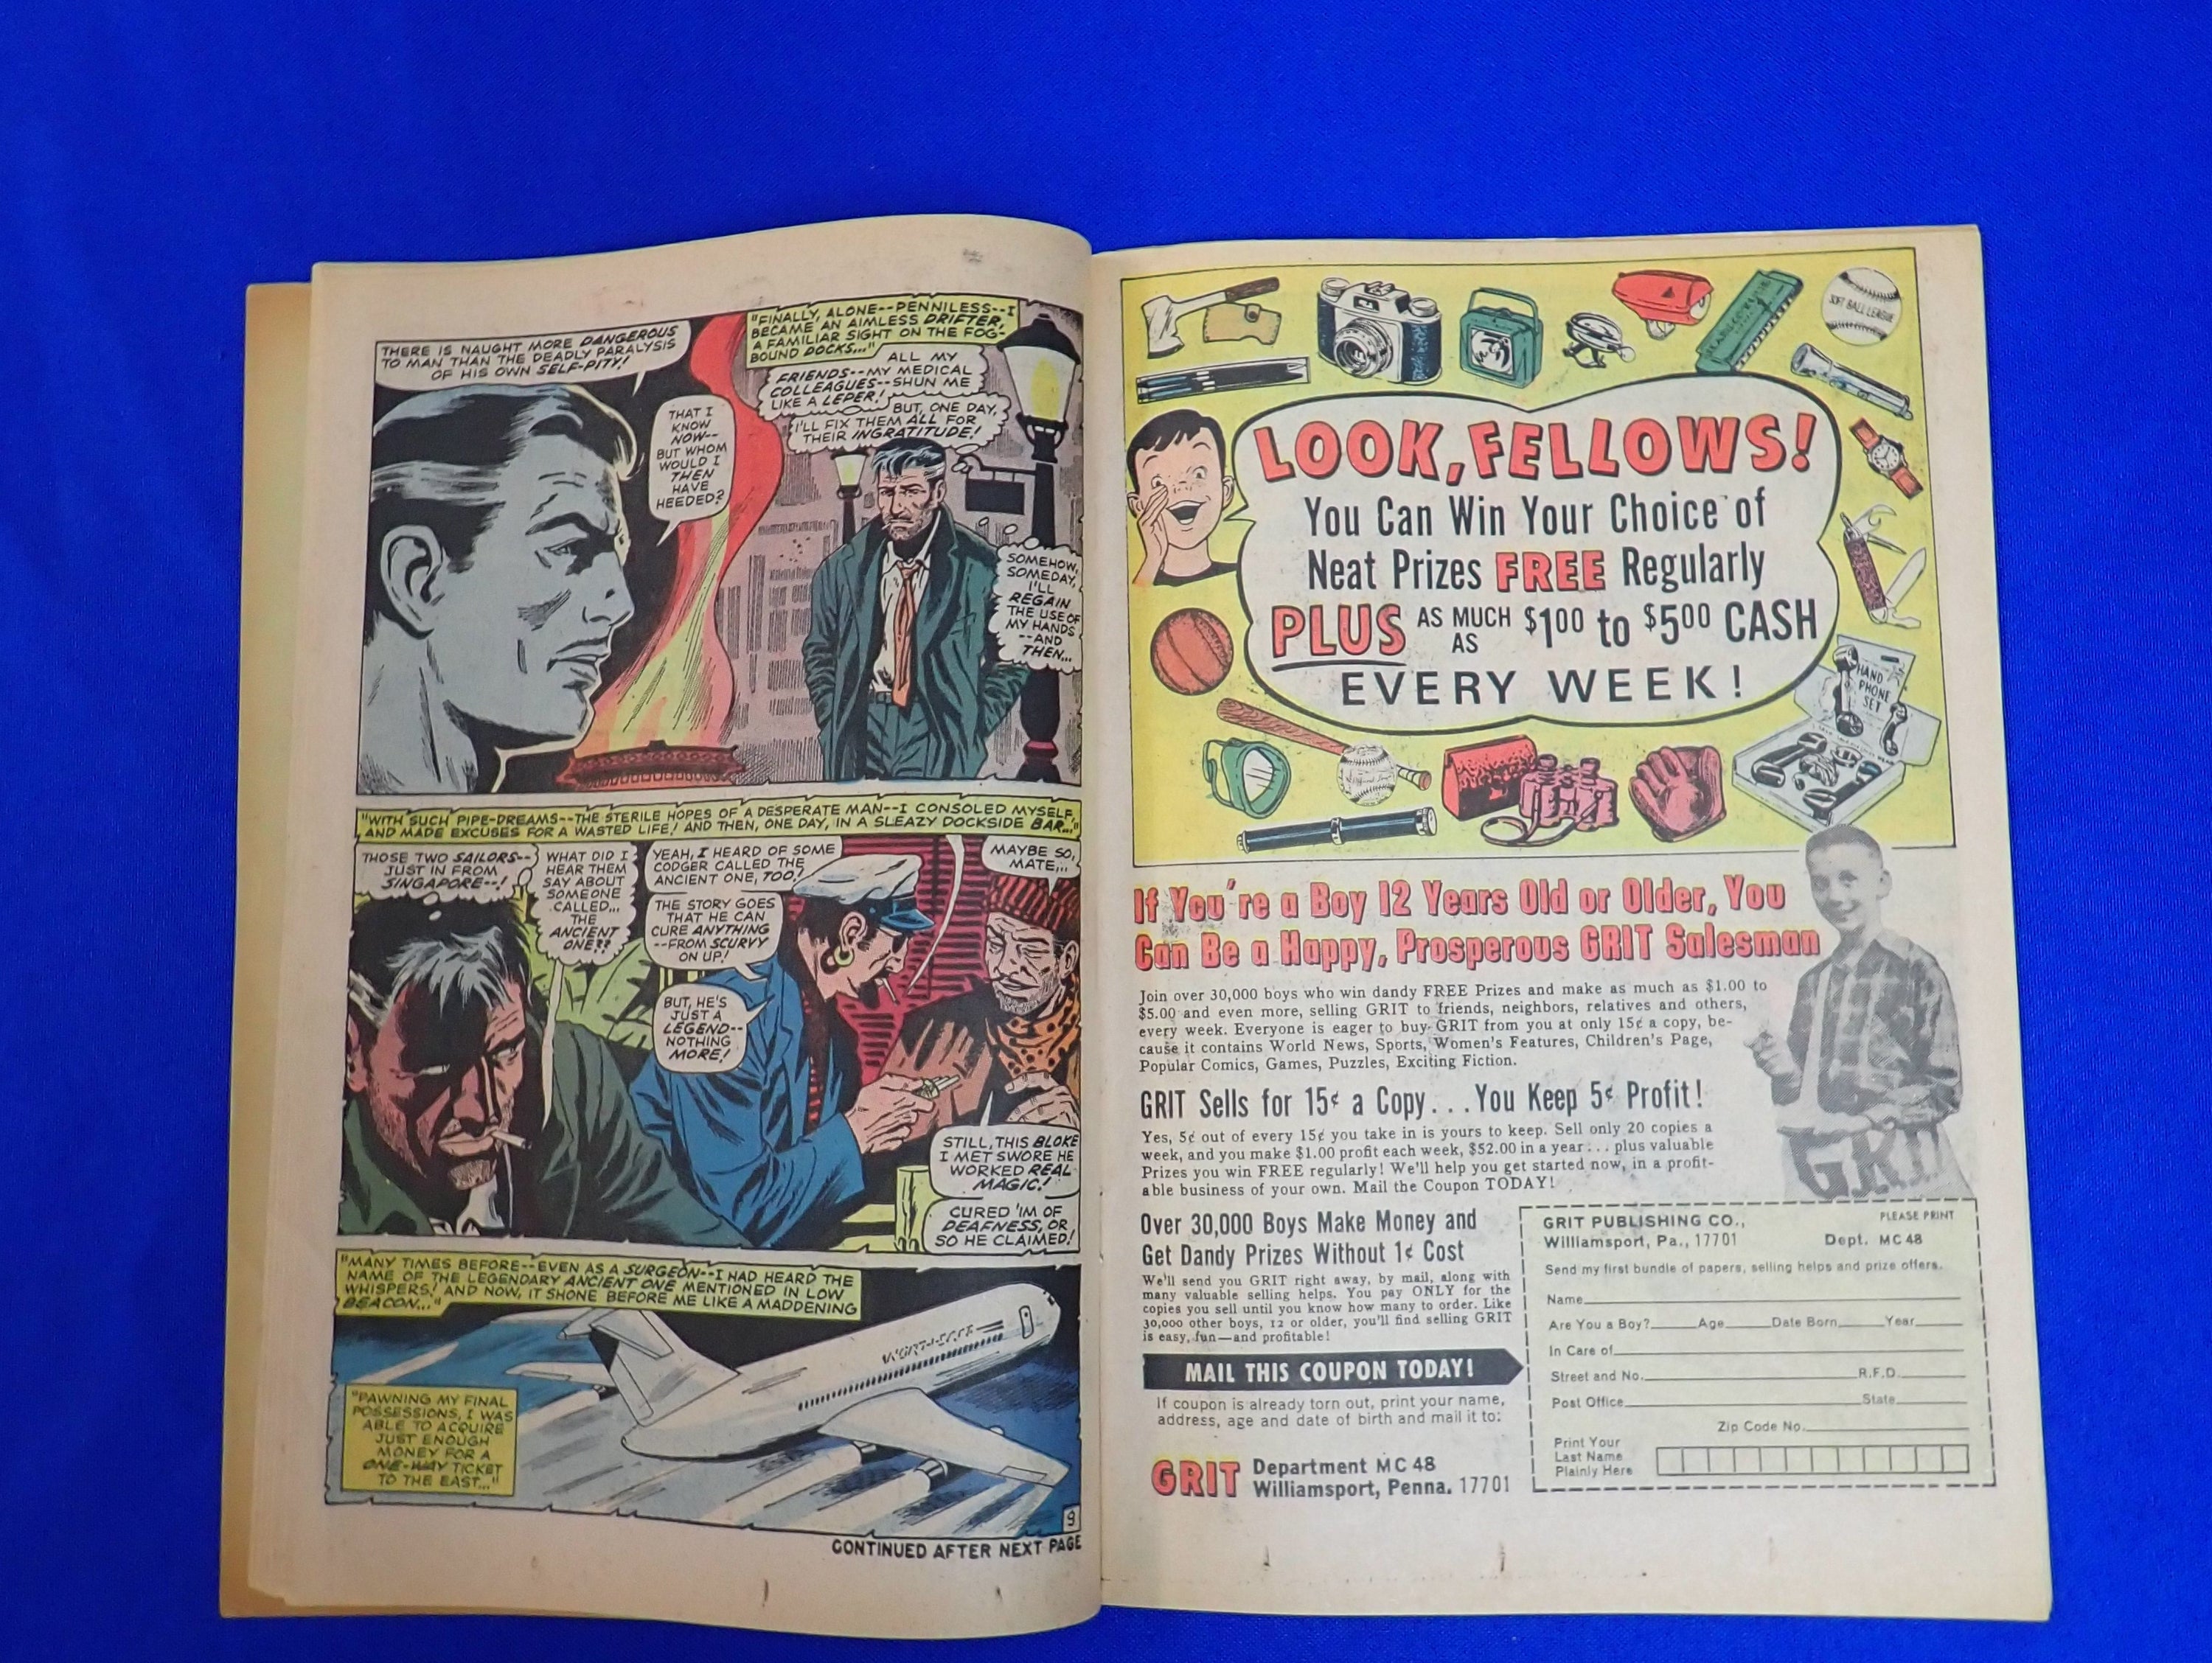 THERE IS NAUGHT MORE DANGEROUS
TO MAN THAN THE DEADLY PARALYSIS
OF HIS OWN SELF-PITY!
THAT I
KNOW
NOW--
BUT WHOM
WOULD I
THEN
HAVE
HEEDED?
"FINALLY, ALONE--PENNILESS--I
BECAME AN AIMLESS DRIFTER,
A FAMILIAR SIGHT ON THE FOG-
BOUND DOCKS..."
ALL MY
FRIENDS--MY MEDICAL
COLLEAGUES--SHUN ME
LIKE A LEPER!
BUT, ONE DAY,
I'LL FIX THEM ALL FOR
THEIR INGRATITUDE!
SOMEHOW,
SOMEDAY,
I'LL
REGAIN
THE USE OF
MY HANDS
--AND
THEN...
"WITH SUCH PIPE-DREAMS--THE STERILE HOPES OF A DESPERATE MAN--I CONSOLED MYSELF,
AND MADE EXCUSES FOR A WASTED LIFE! AND THEN, ONE DAY, IN A SLEAZY DOCKSIDE BAR..."
THOSE TWO SAILORS--
JUST IN FROM
SINGAPORE--!
WHAT DID I
HEAR THEM
SAY ABOUT
SOMEONE
CALLED...
THE
ANCIENT
ONE??
YEAH, I HEARD OF SOME
CODGER CALLED THE
ANCIENT ONE, TOO!
THE STORY GOES
THAT HE CAN
CURE ANYTHING
--FROM SCURVY
ON UP!
BUT, HE'S
JUST A
LEGEND--
NOTHING
MORE!
MAYBE SO,
MATE...
STILL, THIS BLOKE
I MET SWORE HE
WORKED REAL
MAGIC!
CURED 'IM OF
DEAFNESS, OR
SO HE CLAIMED!
"MANY TIMES BEFORE--EVEN AS A SURGEON--I HAD HEARD THE
NAME OF THE LEGENDARY ANCIENT ONE MENTIONED IN LOW
WHISPERS! AND NOW, IT SHONE BEFORE ME LIKE A MADDENING
BEACON..."
"PAWNING MY FINAL
POSSESSIONS, I WAS
ABLE TO ACQUIRE
JUST ENOUGH
MONEY FOR A
ONE-WAY TICKET
TO THE EAST..."
9
CONTINUED AFTER NEXT PAGE
SOFT BALL LEAGUE
LOOK, FELLOWS!
You Can Win Your Choice of
Neat Prizes FREE Regularly
PLUS AS MUCH AS $1.00 to $5.00 CASH
EVERY WEEK!
HAND
PHONE
SET
If You're a Boy 12 Years Old or Older, You
Can Be a Happy, Prosperous GRIT Salesman
Join over 30,000 boys who win dandy FREE Prizes and make as much as $1.00 to
$5.00 and even more, selling GRIT to friends, neighbors, relatives and others,
every week. Everyone is eager to buy GRIT from you at only 15¢ a copy, be-
cause it contains World News, Sports, Women's Features, Children's Page,
Popular Comics, Games, Puzzles, Exciting Fiction.
GRIT Sells for 15¢ a Copy...You Keep 5¢ Profit!
Yes, 5¢ out of every 15¢ you take in is yours to keep. Sell only 20 copies a
week, and you make $1.00 profit each week, $52.00 in a year... plus valuable
Prizes you win FREE regularly! We'll help you get started now, in a profit-
able business of your own. Mail the Coupon TODAY!
GRIT
Over 30,000 Boys Make Money and
Get Dandy Prizes Without 1¢ Cost
We'll send you GRIT right away, by mail, along with
many valuable selling helps. You pay ONLY for the
copies you sell until you know how many to order. Like
30,000 other boys, 12 or older, you'll find selling GRIT
is easy, fun—and profitable!
MAIL THIS COUPON TODAY!
If coupon is already torn out, print your name,
address, age and date of birth and mail it to:
GRIT Department MC 48
Williamsport, Penna. 17701
GRIT PUBLISHING CO., PLEASE PRINT
Williamsport, Pa., 17701 Dept. MC 48
Send my first bundle of papers, selling helps and prize offers.
Name
Are You a Boy? Age Date Born Year
In Care of
Street and No. R.F.D.
Post Office State
Zip Code No.
Print Your
Last Name
Plainly Here